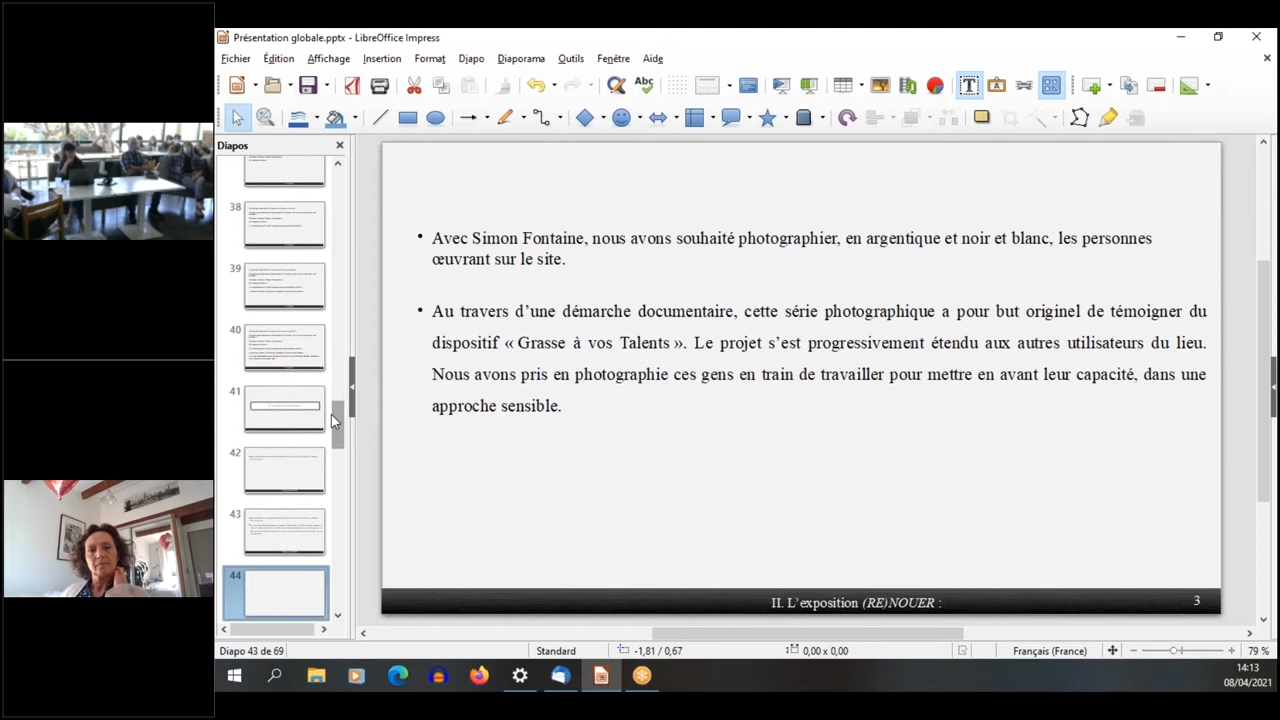 Présentation globale.pptx - LibreOffice Impress
Fichier Édition Affichage Insertion Format Diapo Diaporama Outils Fenêtre Aide
Abc
Diapos
38
39
40
41
42
43
44
• Avec Simon Fontaine, nous avons souhaité photographier, en argentique et noir et blanc, les personnes
œuvrant sur le site.
• Au travers d’une démarche documentaire, cette série photographique a pour but originel de témoigner du
dispositif « Grasse à vos Talents ». Le projet s’est progressivement étendu aux autres utilisateurs du lieu.
Nous avons pris en photographie ces gens en train de travailler pour mettre en avant leur capacité, dans une
approche sensible.
II. L’exposition (RE)NOUER :
3
Diapo 43 de 69 Standard -1,81 / 0,67 0,00 x 0,00 Français (France) 79 %
14:13
08/04/2021